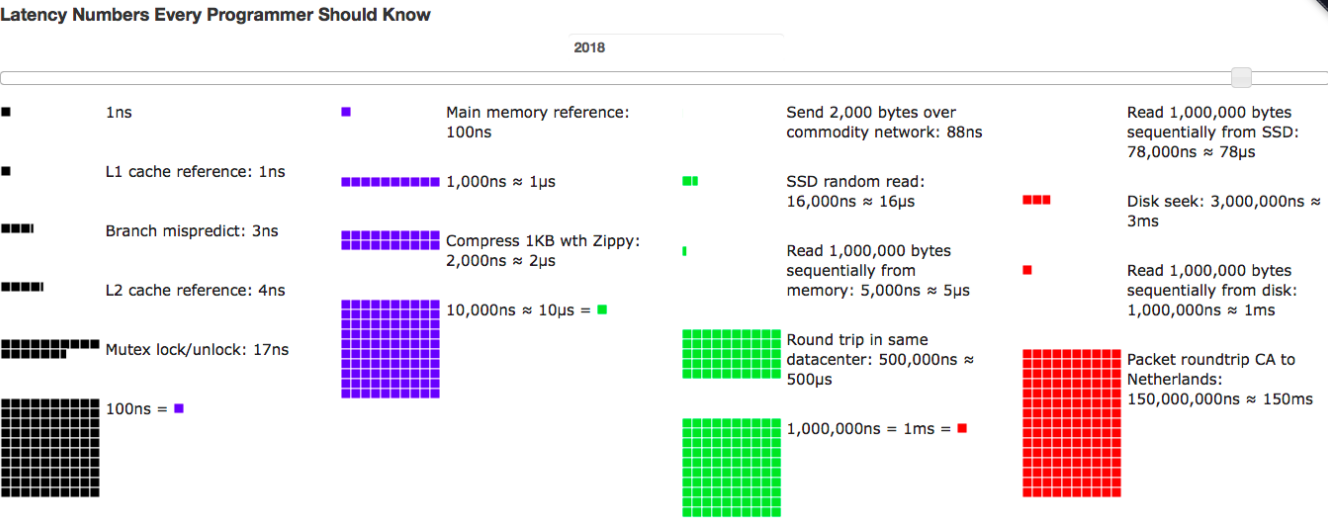 Latency Numbers Every Programmer Should Know
2018
1ns
L1 cache reference: 1ns
Branch mispredict: 3ns
L2 cache reference: 4ns
Mutex lock/unlock: 17ns
100ns =
Main memory reference:
100ns
1,000ns ≈ 1μs
Compress 1KB wth Zippy:
2,000ns ≈ 2μs
10,000ns ≈ 10μs =
Send 2,000 bytes over
commodity network: 88ns
SSD random read:
16,000ns ≈ 16μs
Read 1,000,000 bytes
sequentially from
memory: 5,000ns ≈ 5μs
Round trip in same
datacenter: 500,000ns ≈
500μs
1,000,000ns = 1ms =
Read 1,000,000 bytes
sequentially from SSD:
78,000ns ≈ 78μs
Disk seek: 3,000,000ns ≈
3ms
Read 1,000,000 bytes
sequentially from disk:
1,000,000ns ≈ 1ms
Packet roundtrip CA to
Netherlands:
150,000,000ns ≈ 150ms